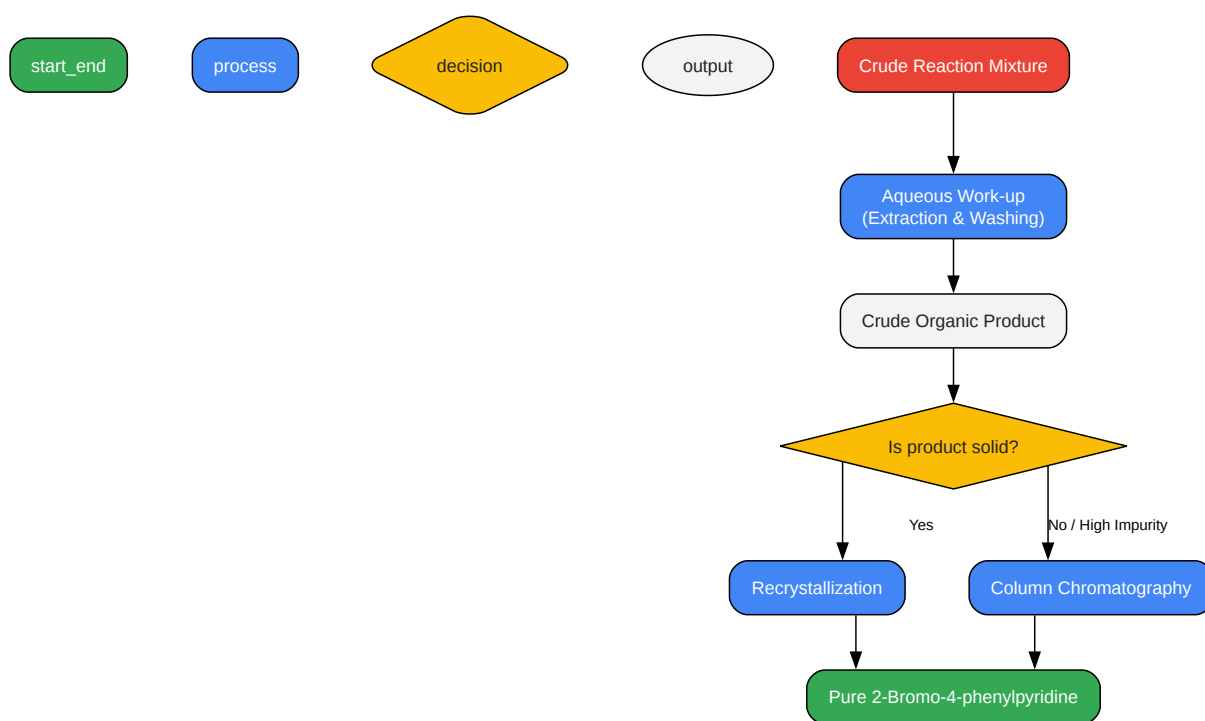 start_end
process
decision
output
Crude Reaction Mixture
Aqueous Work-up
(Extraction & Washing)
Crude Organic Product
Is product solid?
Yes
No / High Impurity
Recrystallization
Column Chromatography
Pure 2-Bromo-4-phenylpyridine